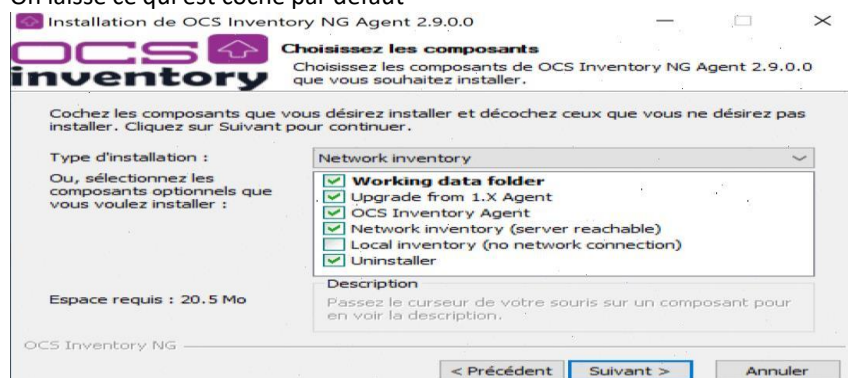 On laisse ce qui est coché par défaut
Installation de OCS Inventory NG Agent 2.9.0.0
OCS
inventory
Choisissez les composants
Choisissez les composants de OCS Inventory NG Agent 2.9.0.0
que vous souhaitez installer.
Cochez les composants que vous désirez installer et décochez ceux que vous ne désirez pas
installer. Cliquez sur Suivant pour continuer.
Type d'installation :
Network inventory
Ou, sélectionnez les
composants optionnels que
vous voulez installer :
Working data folder
Upgrade from 1.X Agent
OCS Inventory Agent
Network inventory (server reachable)
Local inventory (no network connection)
Uninstaller
Espace requis : 20.5 Mo
Description
Passez le curseur de votre souris sur un composant pour
en voir la description.
OCS Inventory NG
< Précédent
Suivant >
Annuler